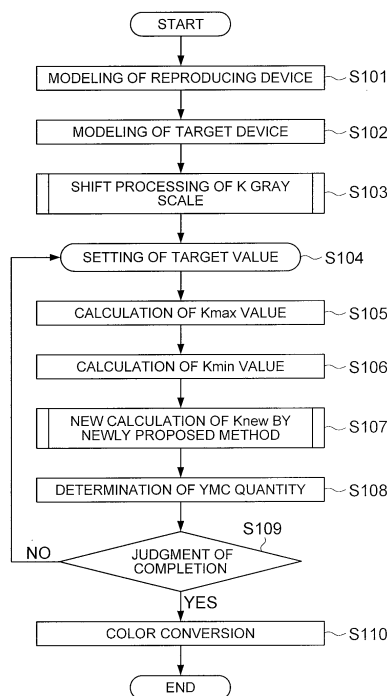 START
MODELING OF REPRODUCING DEVICE
S101
MODELING OF TARGET DEVICE
S102
SHIFT PROCESSING OF K GRAY
SCALE
S103
SETTING OF TARGET VALUE
S104
CALCULATION OF Kmax VALUE
S105
CALCULATION OF Kmin VALUE
S106
NEW CALCULATION OF Knew BY
NEWLY PROPOSED METHOD
S107
DETERMINATION OF YMC QUANTITY
S108
S109
JUDGMENT OF
COMPLETION
NO
YES
COLOR CONVERSION
S110
END